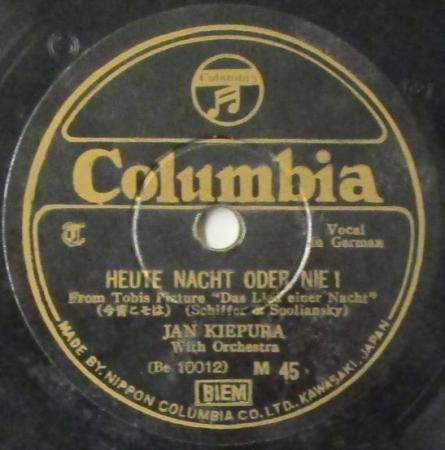 Columbia
Columbia
Vocal
In German
HEUTE NACHT ODER NIE!
From Tobis Picture "Das Lied einer Nacht"
(今宵こそは) (Schiffer & Spoliansky)
JAN KIEPURA
With Orchestra
(Be 10012) M 45
BIEM
MADE BY NIPPON COLUMBIA CO., LTD., KAWASAKI, JAPAN.